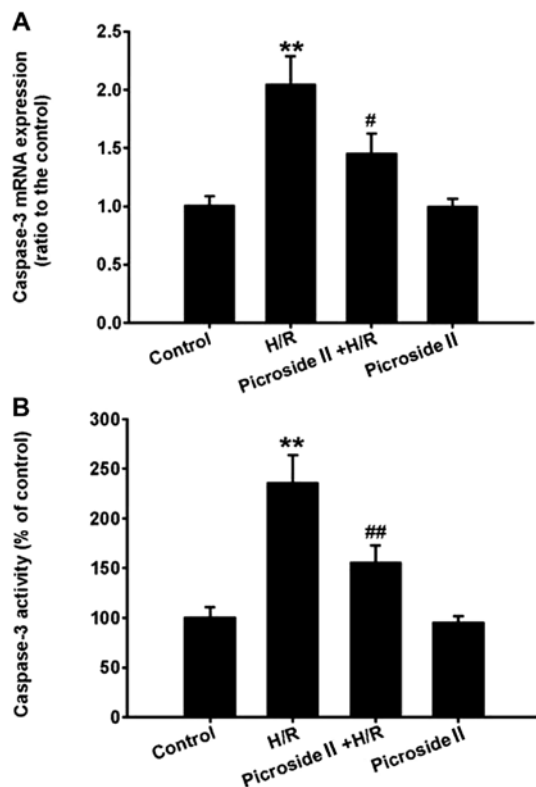 A
Caspase-3 mRNA expression
(ratio to the control)
2.5
2.0
1.5
1.0
0.5
0.0
**
#
Control
H/R
Picroside II +H/R
Picroside II
B
Caspase-3 activity (% of control)
300
250
200
150
100
50
0
**
##
Control
H/R
Picroside II +H/R
Picroside II